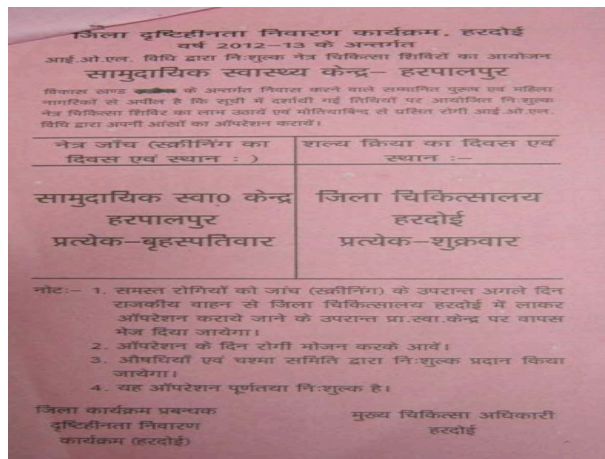 जिला दृष्टिहीनता निवारण कार्यक्रम, हरदोई
वर्ष 2012-13 के अन्तर्गत
आई.ओ.एल. विधि द्वारा निःशुल्क नेत्र चिकित्सा शिविरों का आयोजन
सामुदायिक स्वास्थ्य केन्द्र– हरपालपुर
विकास खण्ड के अन्तर्गत निवास करने वाले सम्मानित पुरूष एवं महिला
नागरिकों से अपील है कि सूची में दर्शायी गई तिथियों पर आयोजित निःशुल्क
नेत्र चिकित्सा शिविर का लाभ उठायें एवं मोतियाबिन्द से ग्रसित रोगी आई.ओ.एल.
विधि द्वारा अपनी आंखों का ऑपरेशन करायें।
नेत्र जाँच (स्क्रीनिंग का
दिवस एवं स्थान : )
सामुदायिक स्वा0 केन्द्र
हरपालपुर
प्रत्येक–बृहस्पतिवार
शल्य क्रिया का दिवस एवं
स्थान :–
जिला चिकित्सालय
हरदोई
प्रत्येक–शुक्रवार
नोटः– 1. समस्त रोगियों को जांच (स्क्रीनिंग) के उपरान्त अगले दिन
राजकीय वाहन से जिला चिकित्सालय हरदोई में लाकर
ऑपरेशन कराये जाने के उपरान्त प्रा.स्वा.केन्द्र पर वापस
भेज दिया जायेगा।
2. ऑपरेशन के दिन रोगी भोजन करके आवें।
3. औषधियाँ एवं चश्मा समिति द्वारा निःशुल्क प्रदान किया
जायेगा।
4. यह ऑपरेशन पूर्णतया निःशुल्क है।
जिला कार्यक्रम प्रबन्धक
दृष्टिहीनता निवारण
कार्यक्रम (हरदोई)
मुख्य चिकित्सा अधिकारी
हरदोई